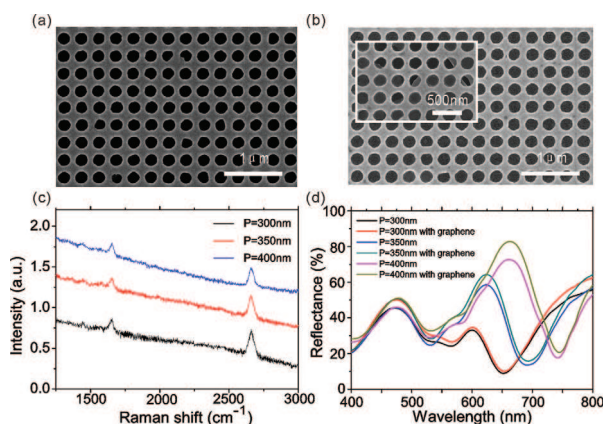 (a)
(b)
1 μm
500nm
1 μm
(c)
(d)
P=300nm
P=350nm
P=400nm
2.0
1.5
1.0
0.5
0.0
Intensity (a.u.)
1500
2000
2500
3000
Raman shift (cm⁻¹)
P=300nm
P=300nm with graphene
P=350nm
P=350nm with graphene
P=400nm
P=400nm with graphene
100
80
60
40
20
0
Reflectance (%)
400
500
600
700
800
Wavelength (nm)